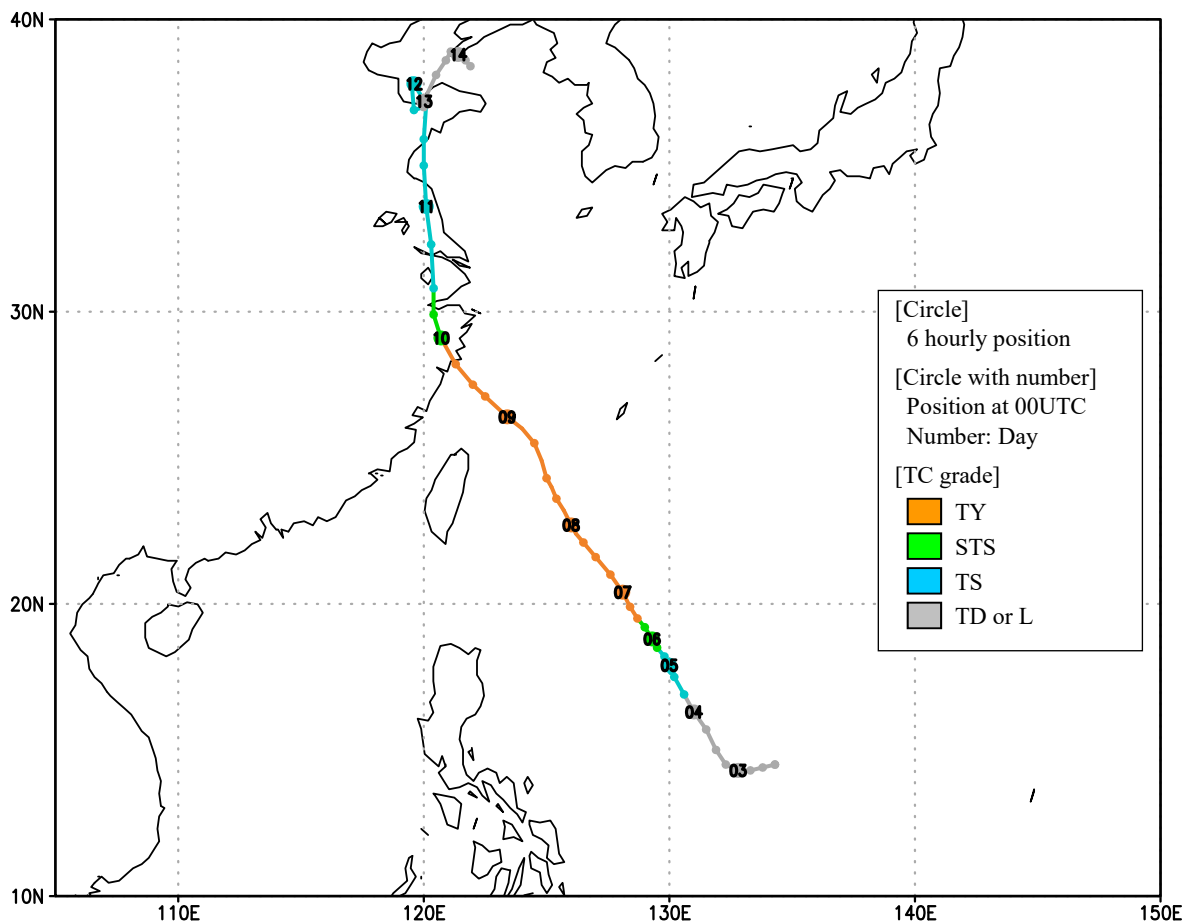 40N
14
12
13
11
30N
10
09
08
20N
07
06
05
04
03
10N
110E
120E
130E
140E
150E
[Circle]
6 hourly position
[Circle with number]
Position at 00UTC
Number: Day
[TC grade]
TY
STS
TS
TD or L